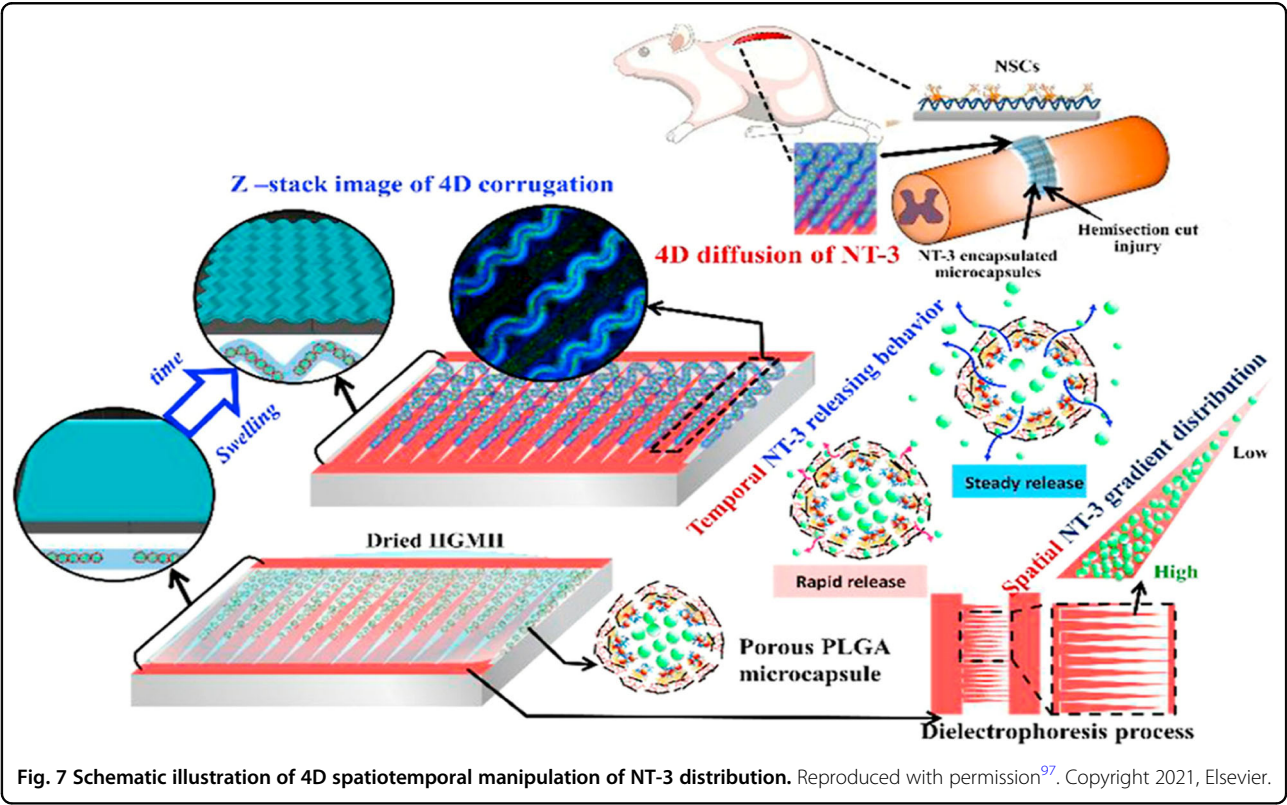 NSCs
Z –stack image of 4D corrugation
4D diffusion of NT-3
Hemisection cut
injury
NT-3 encapsulated
microcapsules
time
Swelling
Temporal NT-3 releasing behavior
Steady release
Rapid release
Spatial NT-3 gradient distribution
Low
High
Dried HGMH
Porous PLGA
microcapsule
Dielectrophoresis process
Fig. 7 Schematic illustration of 4D spatiotemporal manipulation of NT-3 distribution. Reproduced with permission97. Copyright 2021, Elsevier.